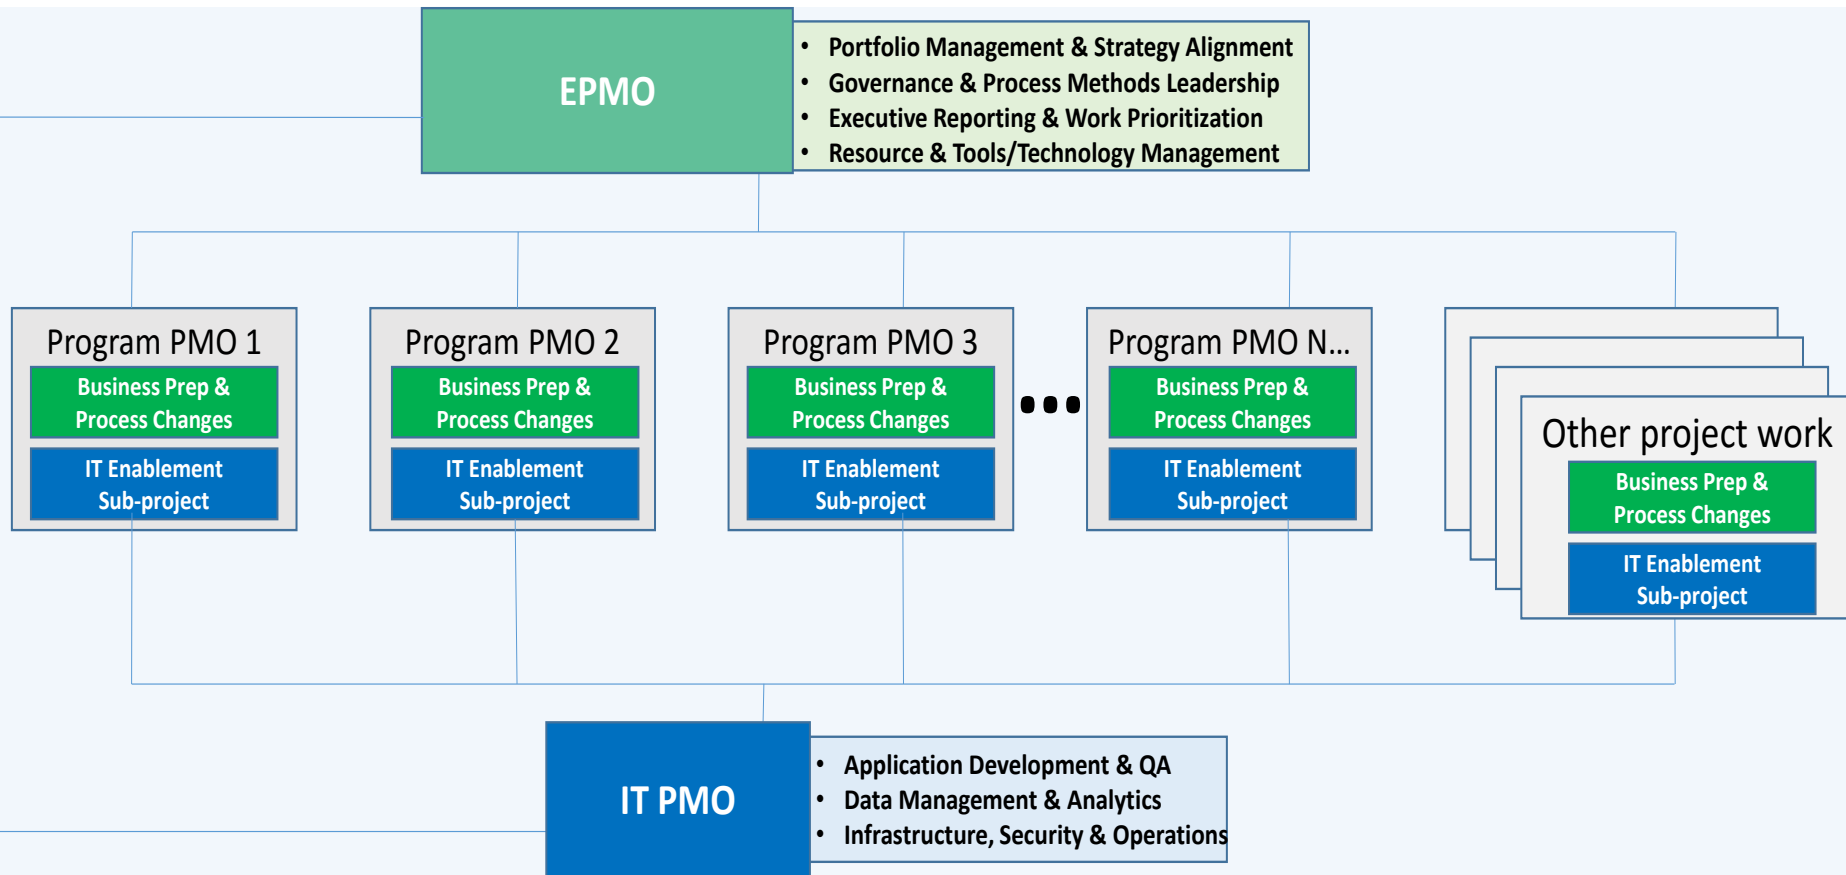 EPMO
• Portfolio Management & Strategy Alignment
• Governance & Process Methods Leadership
• Executive Reporting & Work Prioritization
• Resource & Tools/Technology Management
Program PMO 1
Business Prep &
Process Changes
IT Enablement
Sub-project
Program PMO 2
Business Prep &
Process Changes
IT Enablement
Sub-project
Program PMO 3
Business Prep &
Process Changes
IT Enablement
Sub-project
...
Program PMO N...
Business Prep &
Process Changes
IT Enablement
Sub-project
Other project work
Business Prep &
Process Changes
IT Enablement
Sub-project
IT PMO
• Application Development & QA
• Data Management & Analytics
• Infrastructure, Security & Operations